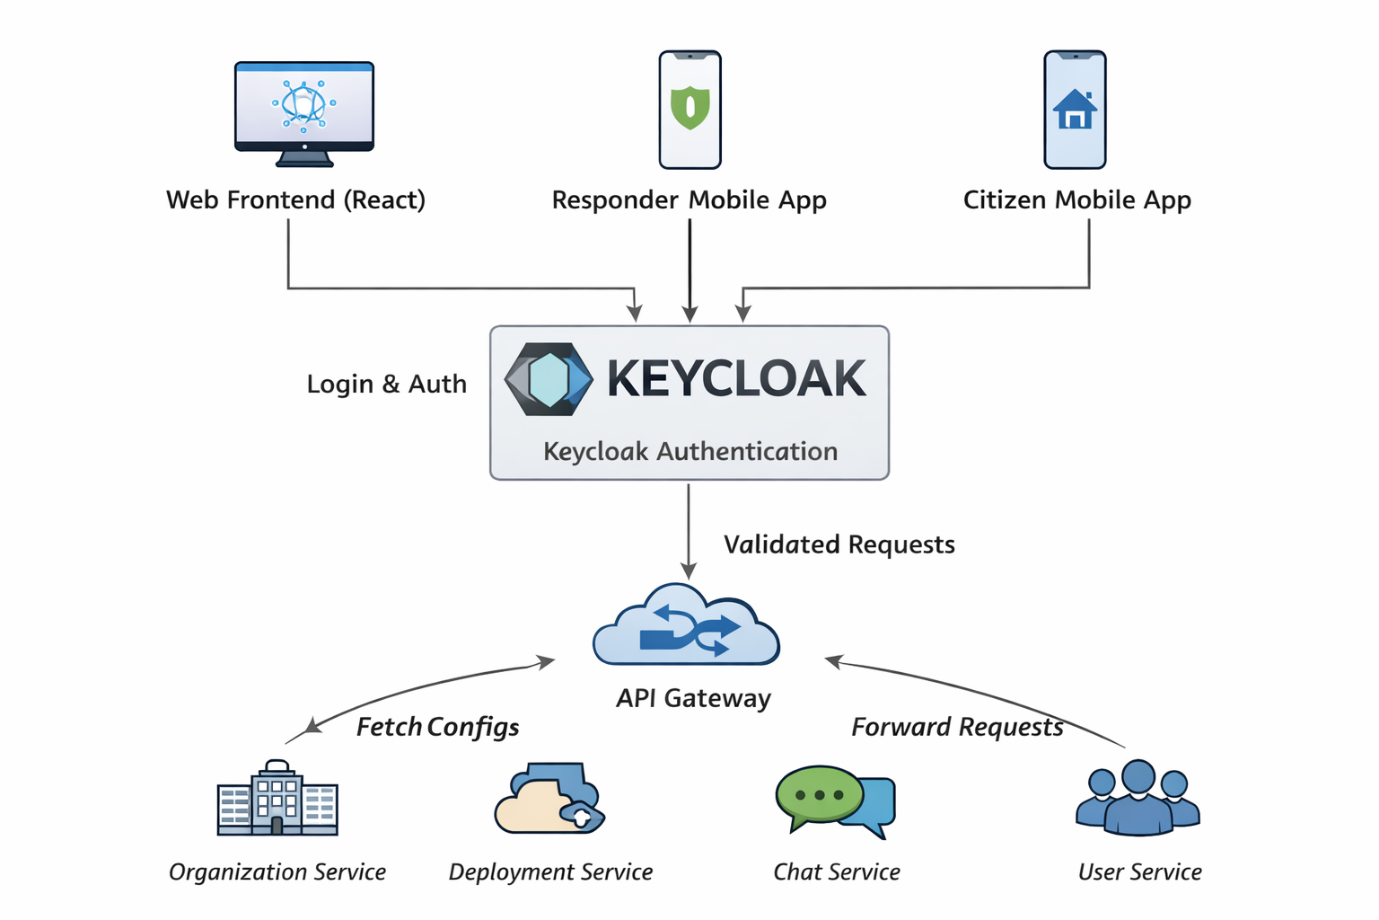 Web Frontend (React)
Responder Mobile App
Citizen Mobile App
Login & Auth
KEYCLOAK
Keycloak Authentication
Validated Requests
API Gateway
Fetch Configs
Forward Requests
Organization Service
Deployment Service
Chat Service
User Service